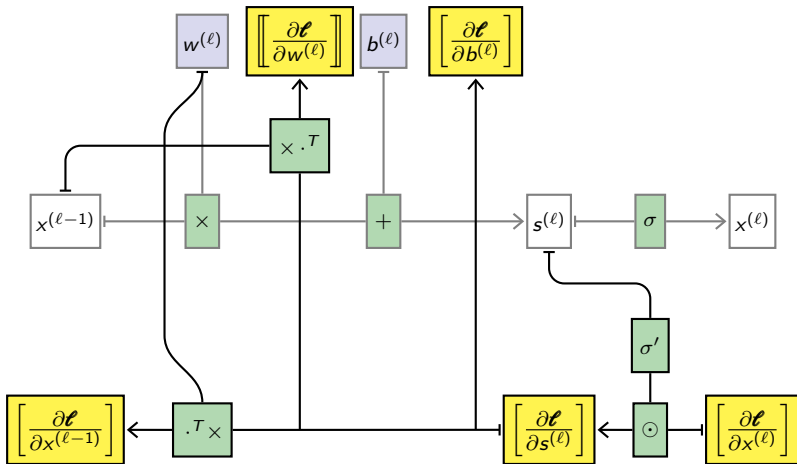 w^(ℓ) [[∂ℓ/∂w^(ℓ)]] b^(ℓ) [∂ℓ/∂b^(ℓ)]
× ·^T
x^(ℓ−1) × + s^(ℓ) σ x^(ℓ)
σ′
[∂ℓ/∂x^(ℓ−1)] ·^T × [∂ℓ/∂s^(ℓ)] ⊙ [∂ℓ/∂x^(ℓ)]